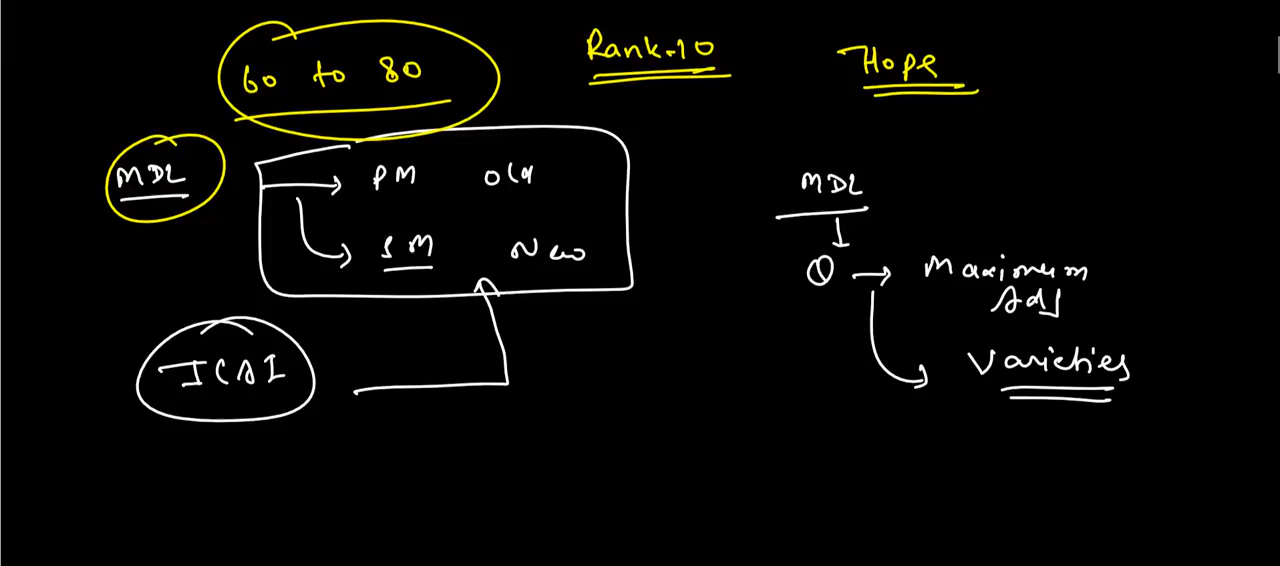 60 to 80
Rank-10
Hope
MDL
PM old
SM New
ICAI
MDL
Q → Maximum
Adj
Varieties